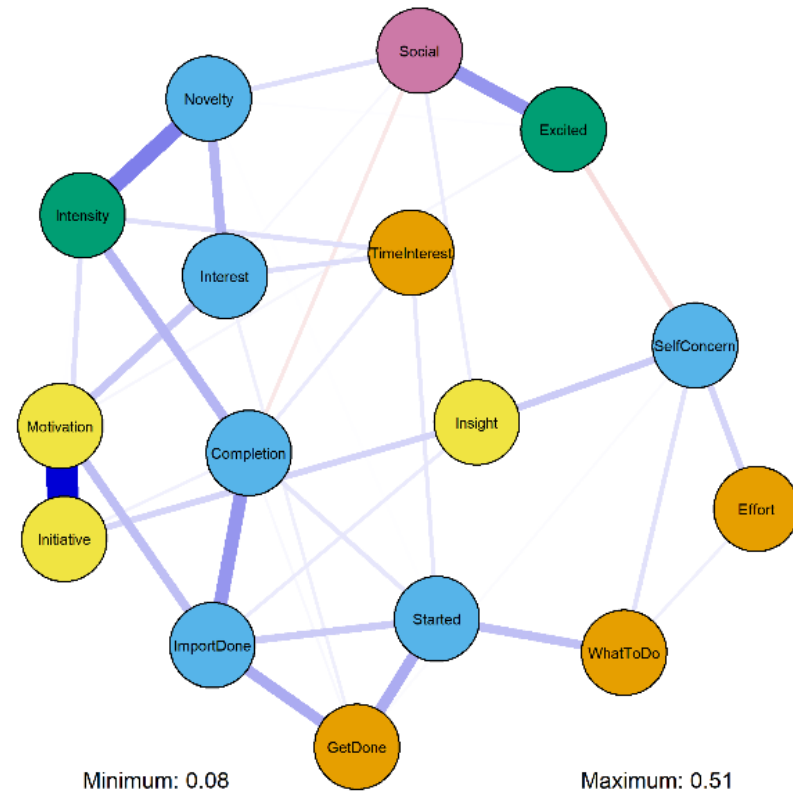 Social
Novelty
Excited
Intensity
TimeInterest
Interest
SelfConcern
Motivation
Insight
Completion
Effort
Initiative
Started
ImportDone
WhatToDo
GetDone
Minimum: 0.08
Maximum: 0.51